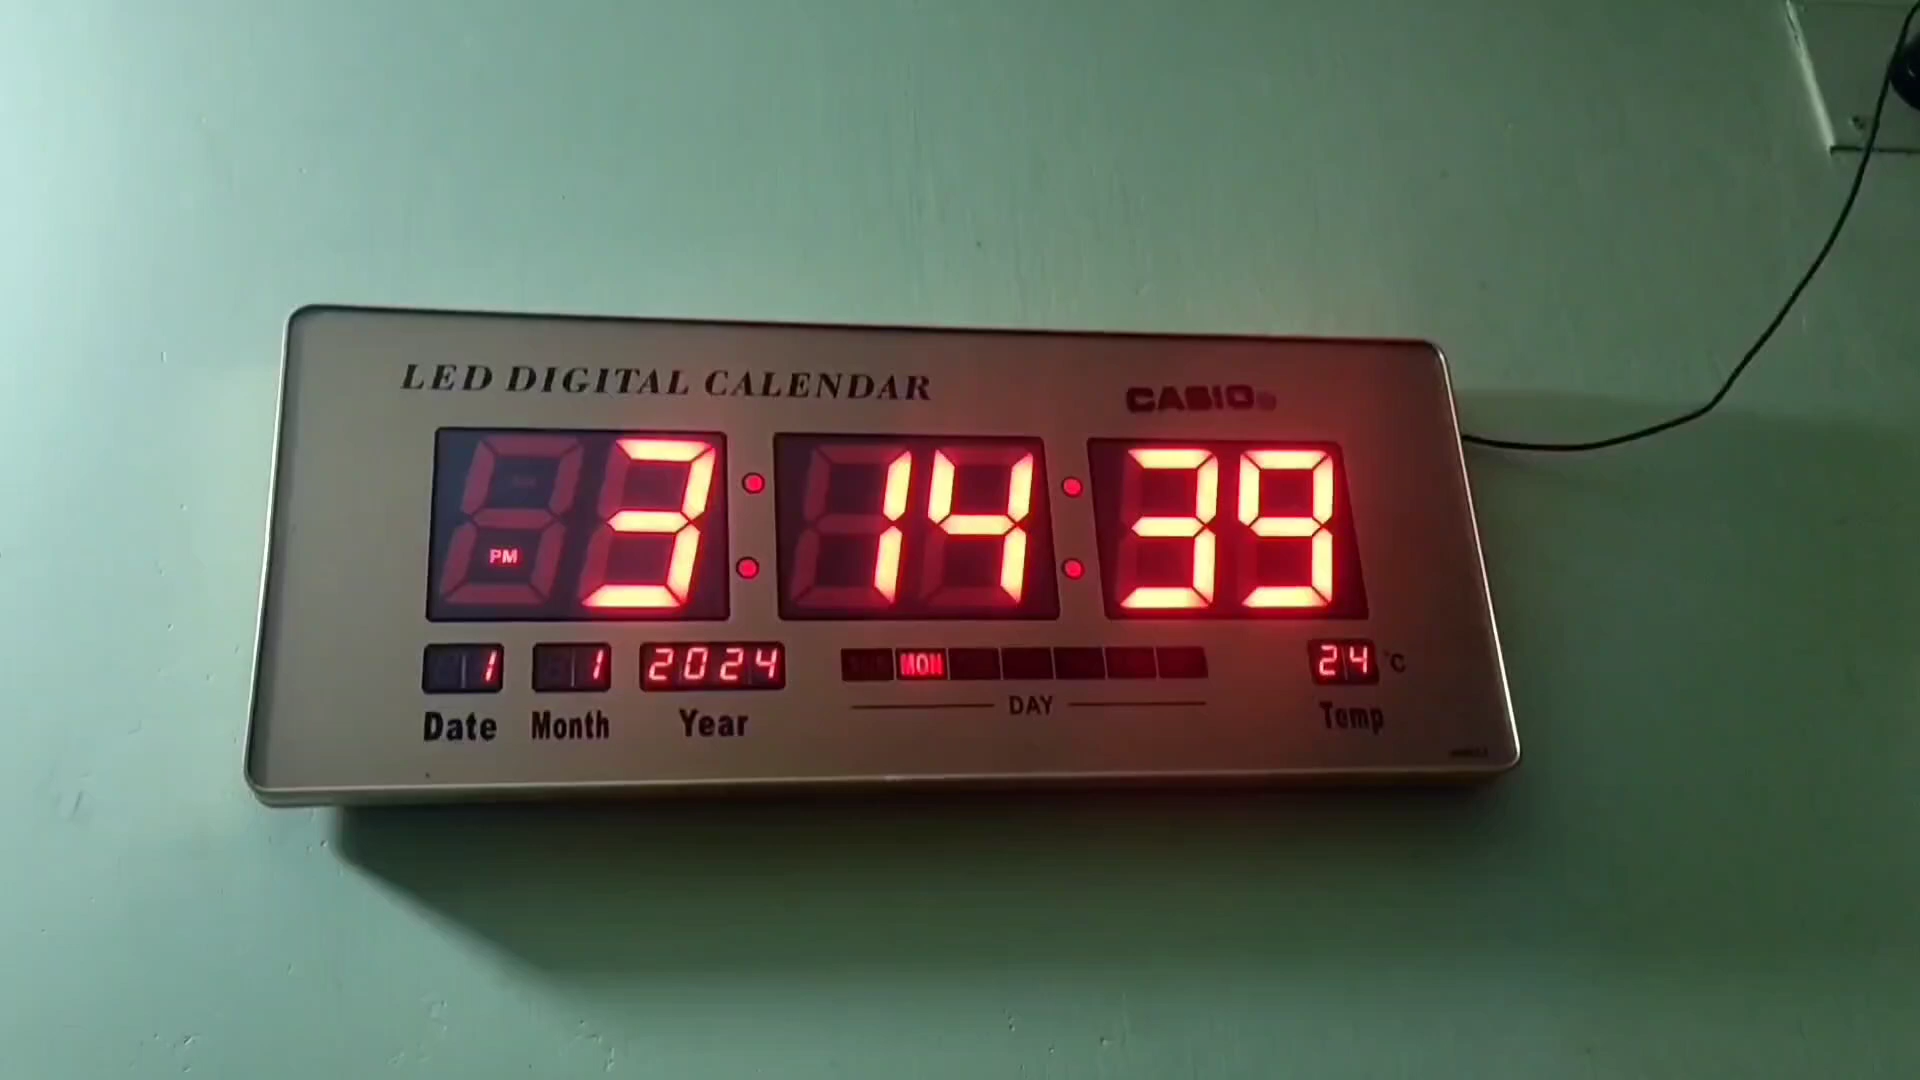 LED DIGITAL CALENDAR
CASIO
3:14:39
PM
1 1 2024 MON 24 °C
Date Month Year DAY Temp